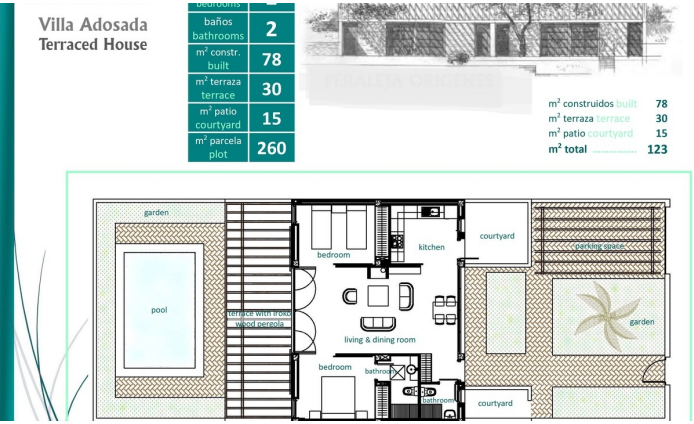 Villa Adosada
Terraced House
bedrooms
baños
bathrooms
2
m² constr.
built
78
m² terraza
terrace
30
m² patio
courtyard
15
m² parcela
plot
260
PERALEJA ORIGENES
m² construidos built 78
m² terraza terrace 30
m² patio courtyard 15
m² total .................. 123
garden
bedroom
kitchen
courtyard
parking space
pool
terrace with iroko
wood pergola
living & dining room
garden
bedroom
bathroom
bathroom
courtyard